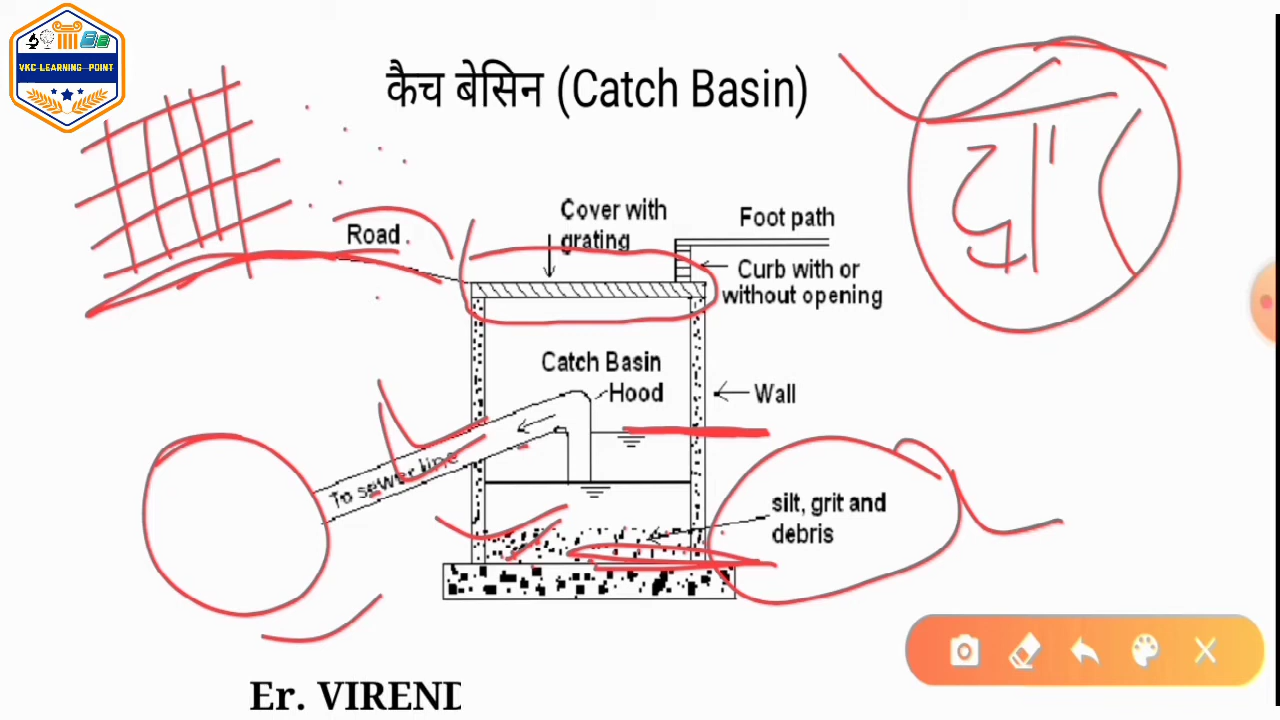 VKC-LEARNING-POINT
कैच बेसिन (Catch Basin)
Cover with
grating
Foot path
Road
Curb with or
without opening
Catch Basin
Hood
Wall
To sewer line
silt, grit and
debris
Er. VIREND